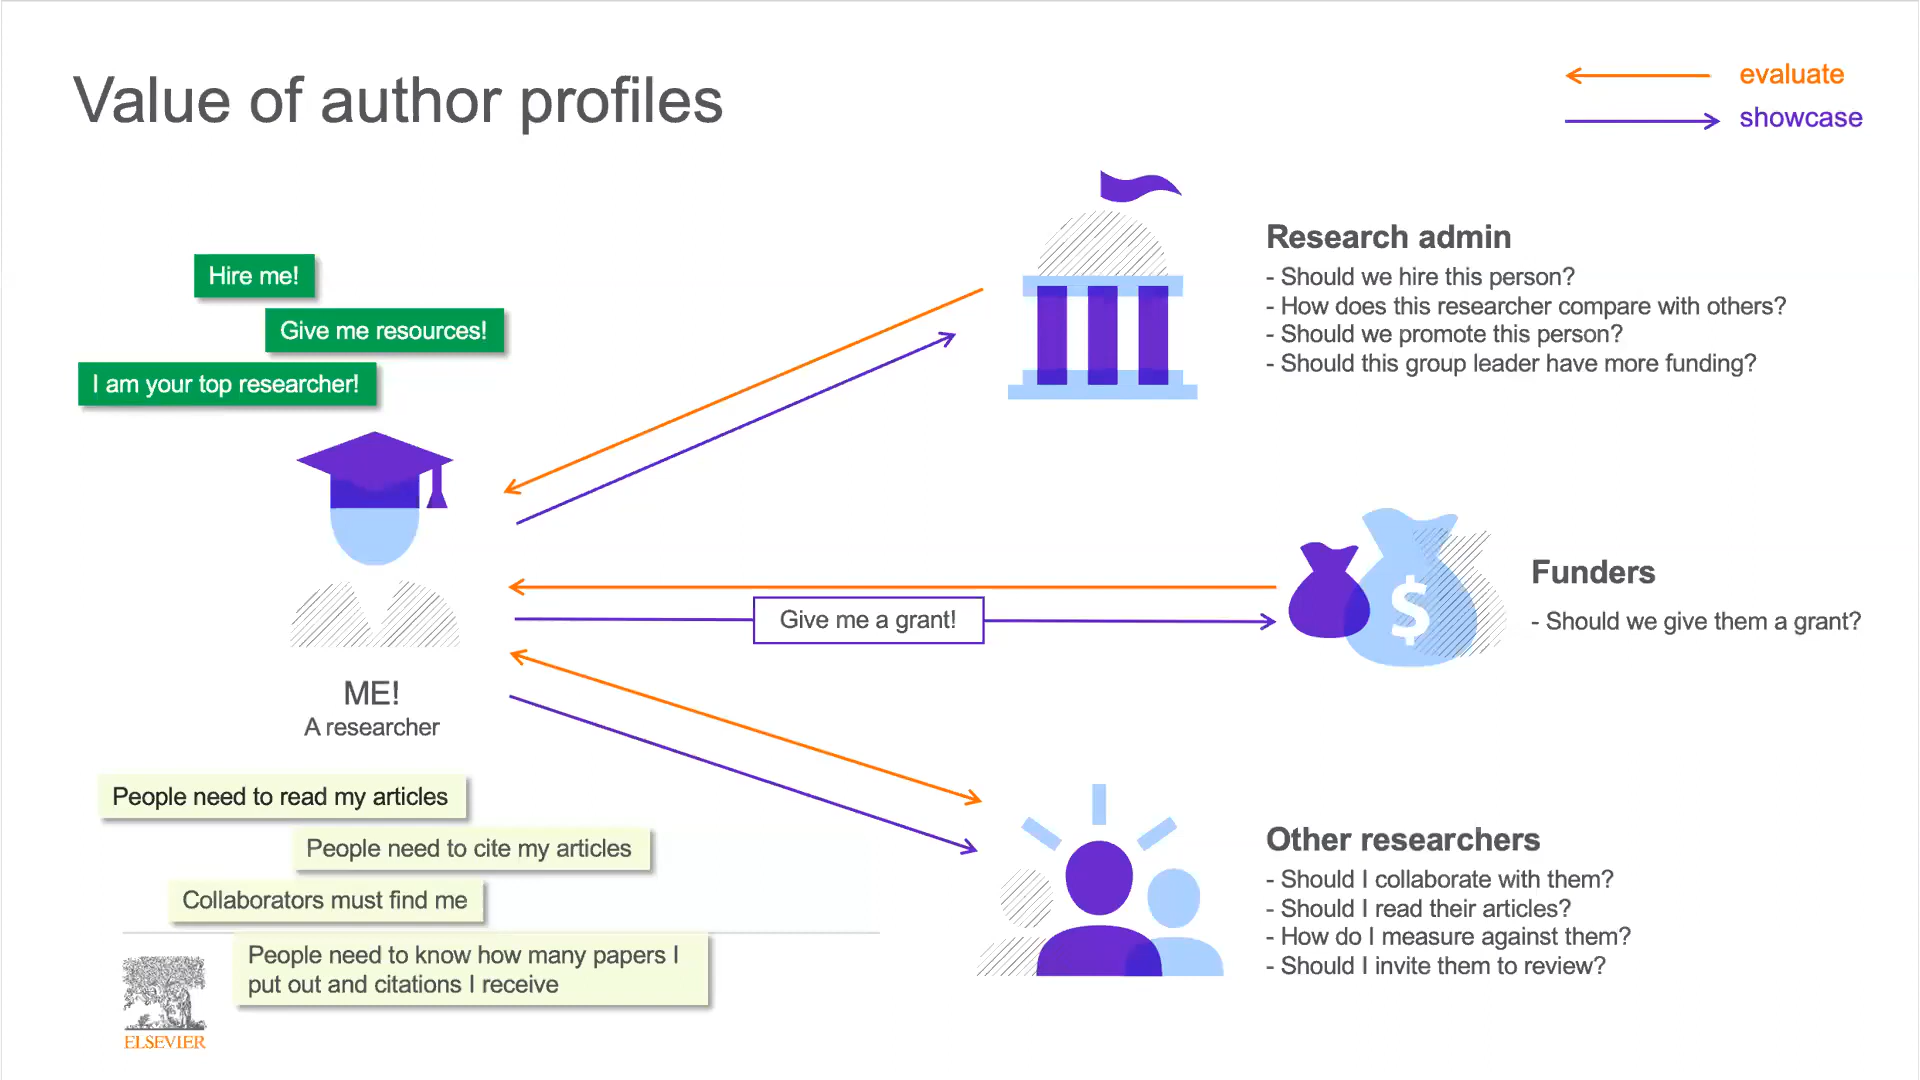 Value of author profiles
evaluate
showcase
Hire me!
Give me resources!
I am your top researcher!
Research admin
- Should we hire this person?
- How does this researcher compare with others?
- Should we promote this person?
- Should this group leader have more funding?
Give me a grant!
$
Funders
- Should we give them a grant?
ME!
A researcher
People need to read my articles
People need to cite my articles
Collaborators must find me
People need to know how many papers I
put out and citations I receive
Other researchers
- Should I collaborate with them?
- Should I read their articles?
- How do I measure against them?
- Should I invite them to review?
ELSEVIER